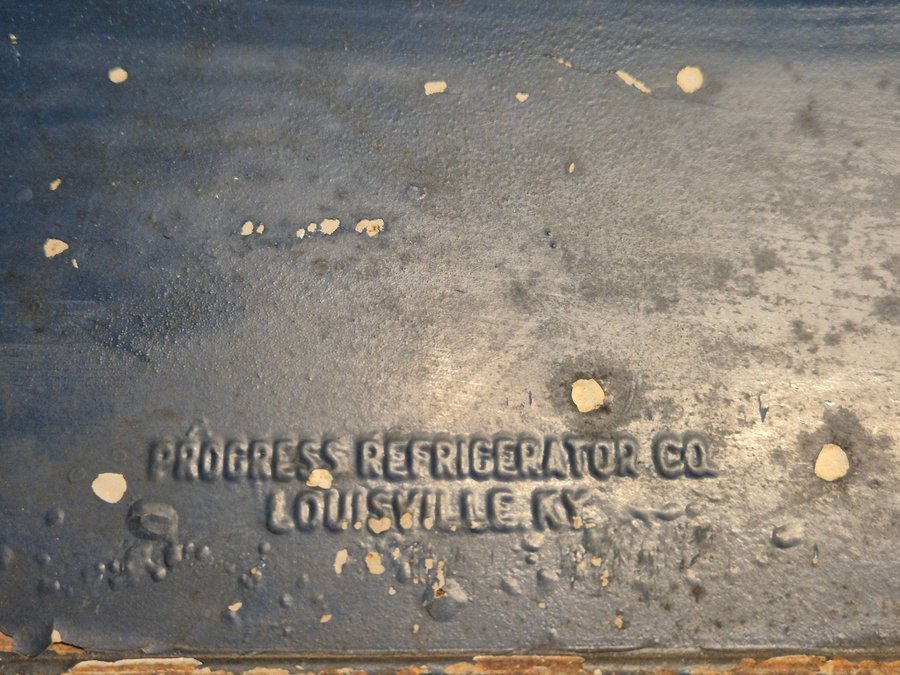 PROGRESS REFRIGERATOR CO.
LOUISVILLE, KY.